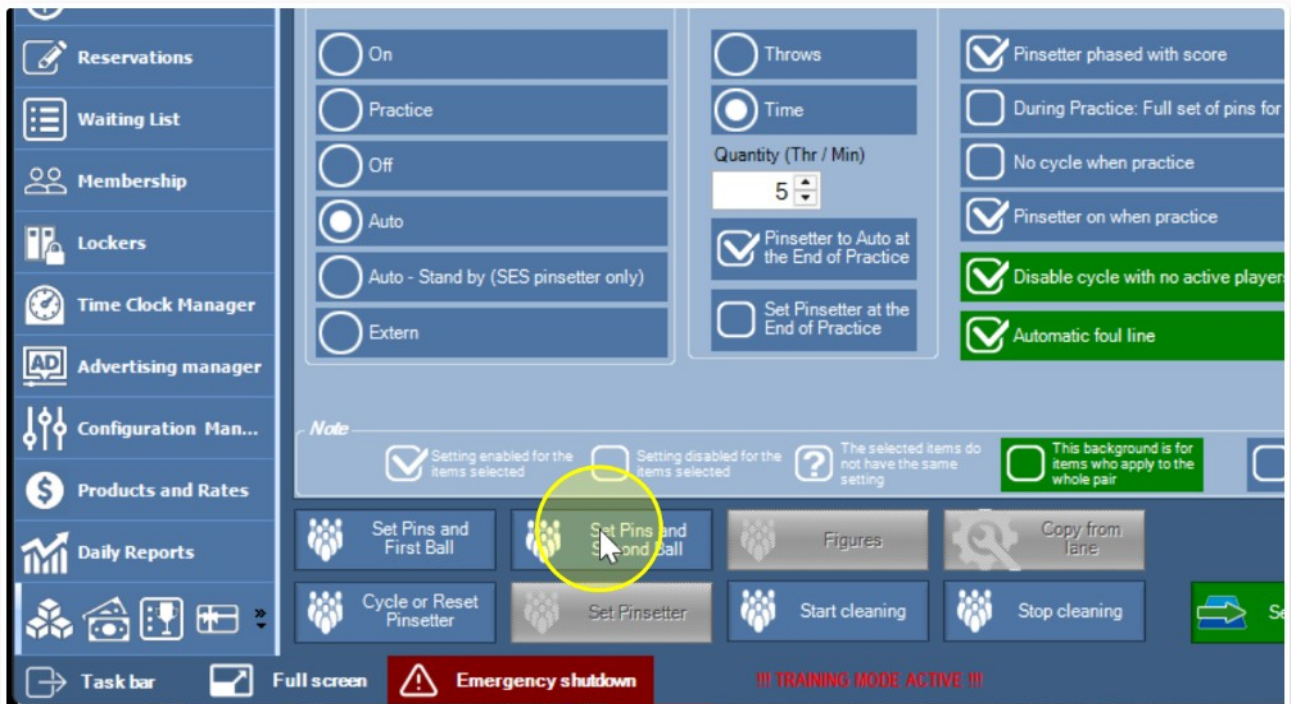 Reservations
Waiting List
Membership
Lockers
Time Clock Manager
AD
Advertising manager
Configuration Man...
$
Products and Rates
Daily Reports
On
Practice
Off
Auto
Auto - Stand by (SES pinsetter only)
Extern
Throws
Time
Quantity (Thr / Min)
5
Pinsetter to Auto at
the End of Practice
Set Pinsetter at the
End of Practice
Pinsetter phased with score
During Practice: Full set of pins for
No cycle when practice
Pinsetter on when practice
Disable cycle with no active player
Automatic foul line
Note
Setting enabled for the
items selected
Setting disabled for the
items selected
?
The selected items do
not have the same
setting
This background is for
items who apply to the
whole pair
Set Pins and
First Ball
Set Pins and
Second Ball
Figures
Copy from
lane
Cycle or Reset
Pinsetter
Set Pinsetter
Start cleaning
Stop cleaning
Task bar
Full screen
Emergency shutdown
!!! TRAINING MODE ACTIVE !!!